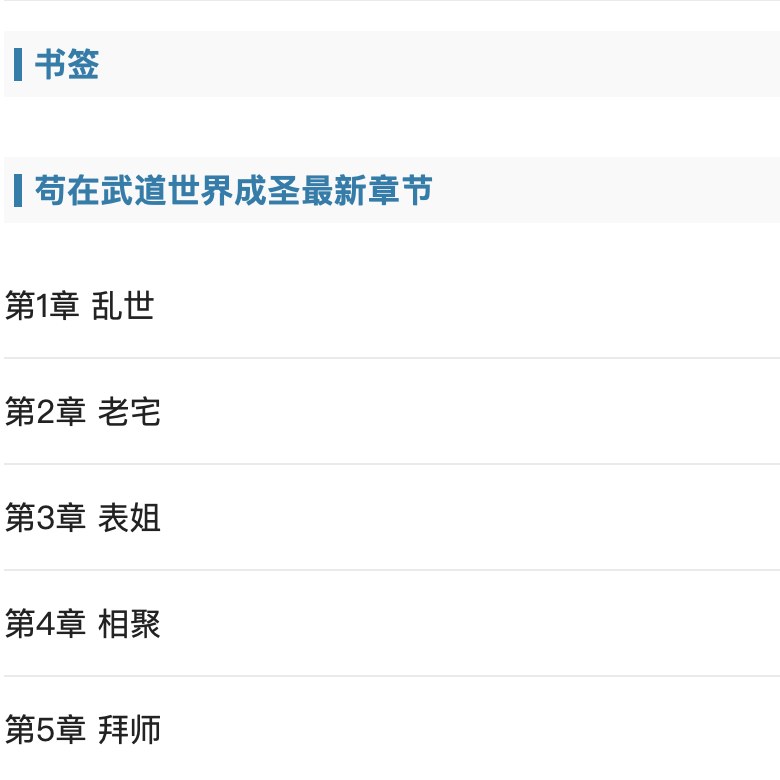 书签
苟在武道世界成圣最新章节
第1章 乱世
第2章 老宅
第3章 表姐
第4章 相聚
第5章 拜师